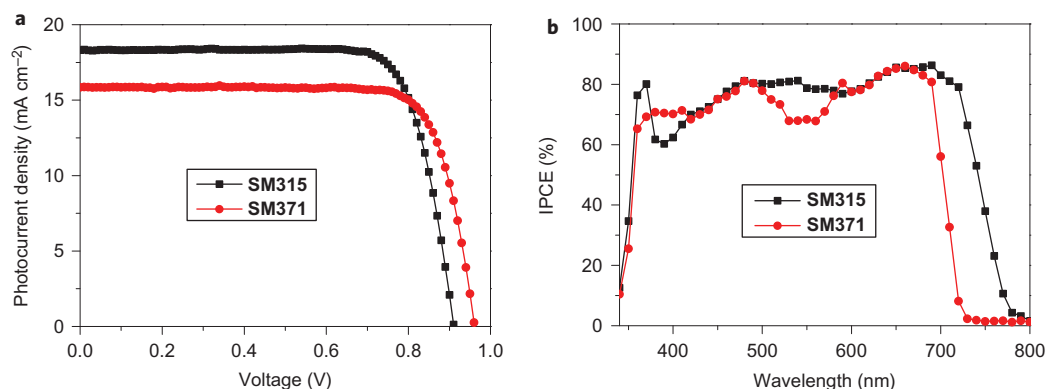 a
20
15
10
5
0
Photocurrent density (mA cm−2)
SM315
SM371
0.0 0.2 0.4 0.6 0.8 1.0
Voltage (V)
b
100
80
60
40
20
0
IPCE (%)
SM315
SM371
400 500 600 700 800
Wavelength (nm)